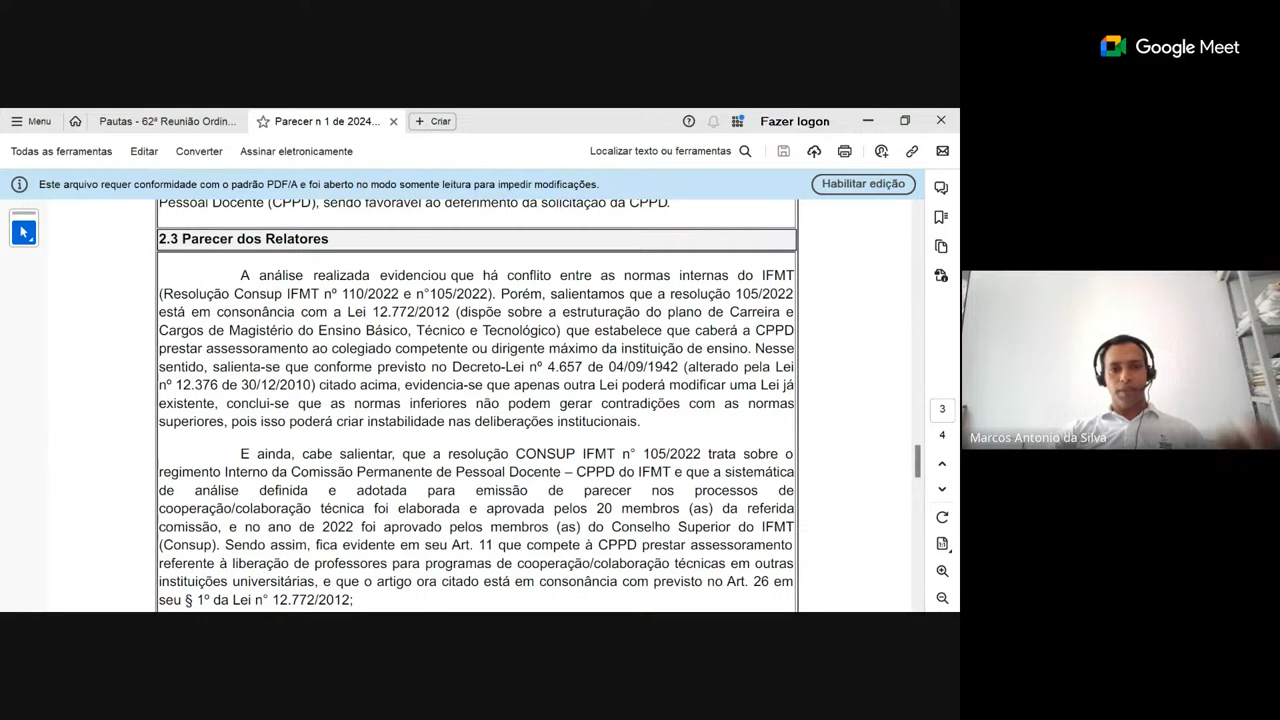 Google Meet
Menu
Pautas - 62ª Reunião Ordin...
Parecer n 1 de 2024...
Criar
Fazer logon
Todas as ferramentas
Editar
Converter
Assinar eletronicamente
Localizar texto ou ferramentas
Este arquivo requer conformidade com o padrão PDF/A e foi aberto no modo somente leitura para impedir modificações.
Habilitar edição
Pessoal Docente (CPPD), sendo favorável ao deferimento da solicitação da CPPD.
2.3 Parecer dos Relatores
A análise realizada evidenciou que há conflito entre as normas internas do IFMT
(Resolução Consup IFMT nº 110/2022 e n°105/2022). Porém, salientamos que a resolução 105/2022
está em consonância com a Lei 12.772/2012 (dispõe sobre a estruturação do plano de Carreira e
Cargos de Magistério do Ensino Básico, Técnico e Tecnológico) que estabelece que caberá a CPPD
prestar assessoramento ao colegiado competente ou dirigente máximo da instituição de ensino. Nesse
sentido, salienta-se que conforme previsto no Decreto-Lei nº 4.657 de 04/09/1942 (alterado pela Lei
nº 12.376 de 30/12/2010) citado acima, evidencia-se que apenas outra Lei poderá modificar uma Lei já
existente, conclui-se que as normas inferiores não podem gerar contradições com as normas
superiores, pois isso poderá criar instabilidade nas deliberações institucionais.
E ainda, cabe salientar, que a resolução CONSUP IFMT n° 105/2022 trata sobre o
regimento Interno da Comissão Permanente de Pessoal Docente – CPPD do IFMT e que a sistemática
de análise definida e adotada para emissão de parecer nos processos de
cooperação/colaboração técnica foi elaborada e aprovada pelos 20 membros (as) da referida
comissão, e no ano de 2022 foi aprovado pelos membros (as) do Conselho Superior do IFMT
(Consup). Sendo assim, fica evidente em seu Art. 11 que compete à CPPD prestar assessoramento
referente à liberação de professores para programas de cooperação/colaboração técnicas em outras
instituições universitárias, e que o artigo ora citado está em consonância com previsto no Art. 26 em
seu § 1º da Lei n° 12.772/2012;
3
4
Marcos Antonio da Silva